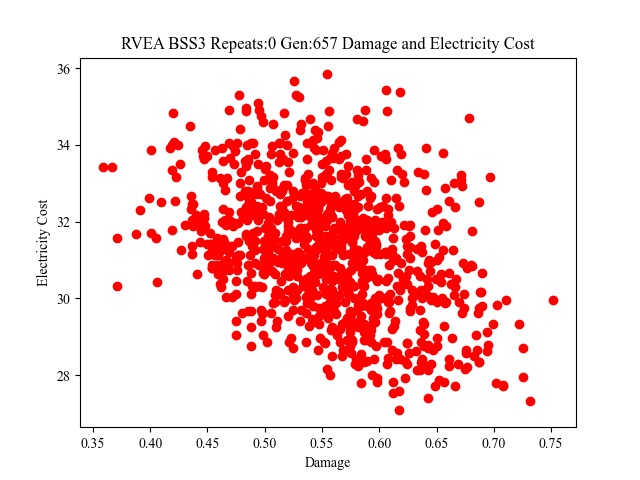 RVEA BSS3 Repeats:0 Gen:657 Damage and Electricity Cost
36
34
32
30
28
Electricity Cost
0.35 0.40 0.45 0.50 0.55 0.60 0.65 0.70 0.75
Damage